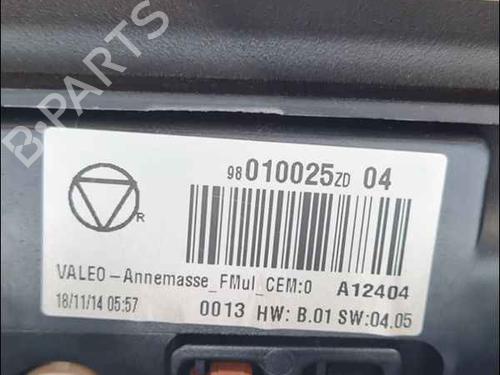 B-PARTS
98 010025ZD 04
R
VALEO-Annemasse_FMul_CEM:0 A12404
18/11/14 05:57 0013 HW: B.01 SW:04.05